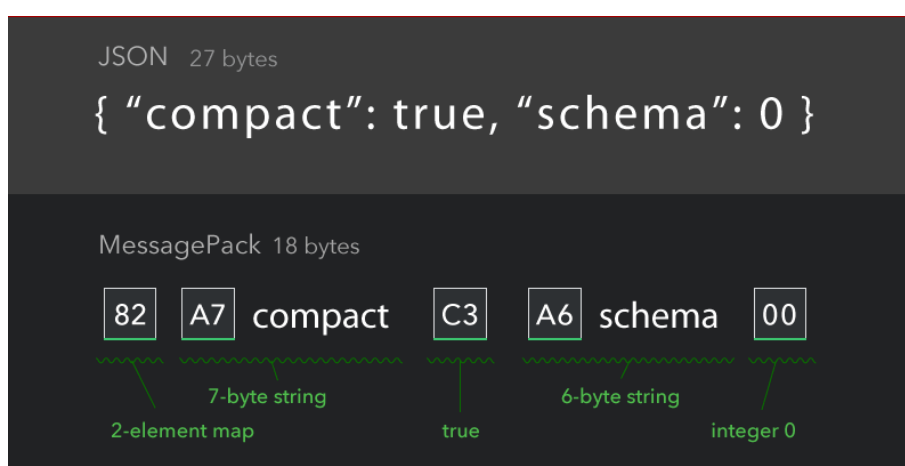 JSON 27 bytes
{ “compact”: true, “schema”: 0 }
MessagePack 18 bytes
82 A7 compact C3 A6 schema 00
7-byte string 6-byte string
2-element map true integer 0